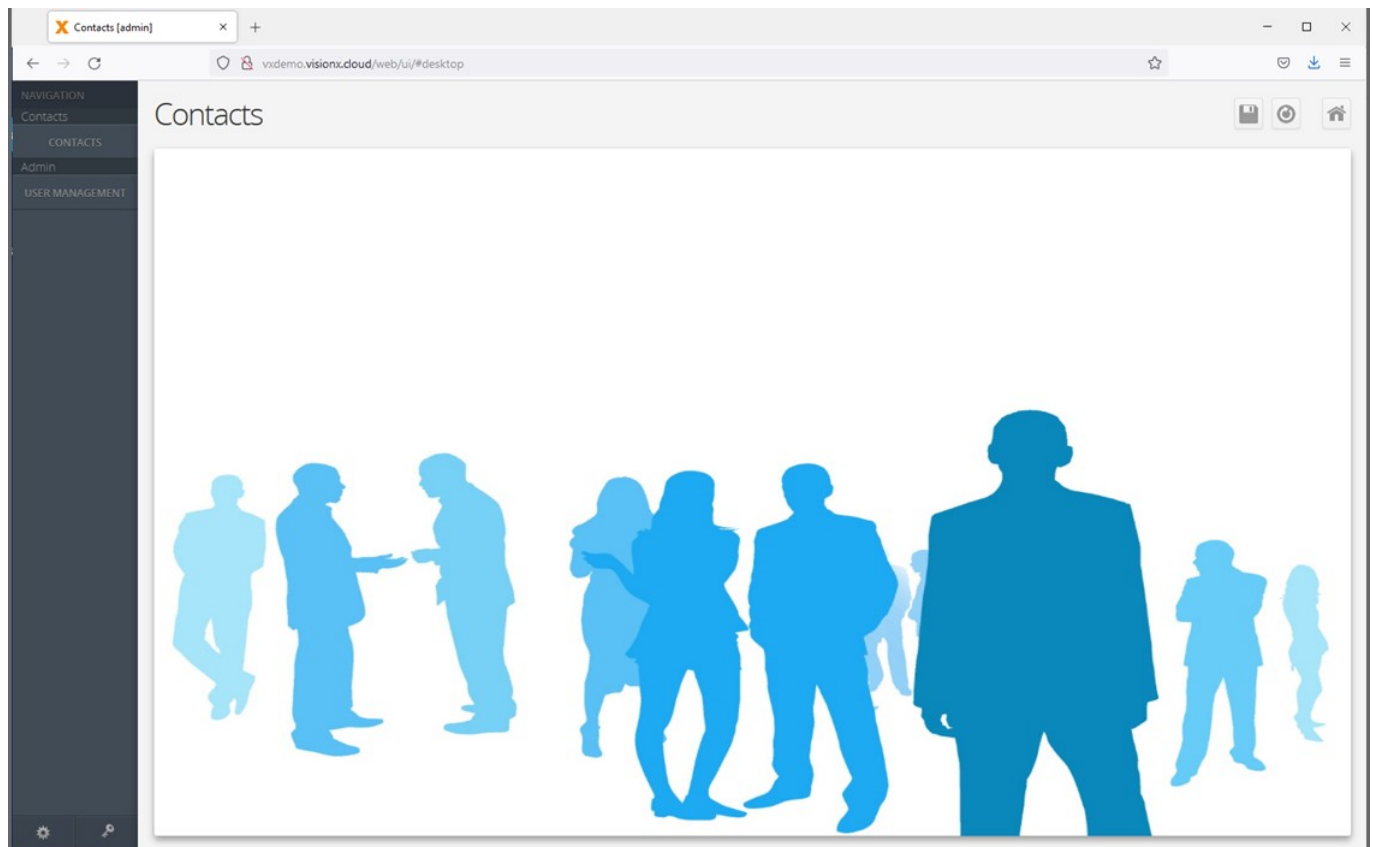 Contacts [admin]
vxdemo.visionx.cloud/web/ui/#desktop
NAVIGATION
Contacts
CONTACTS
Admin
USER MANAGEMENT
Contacts